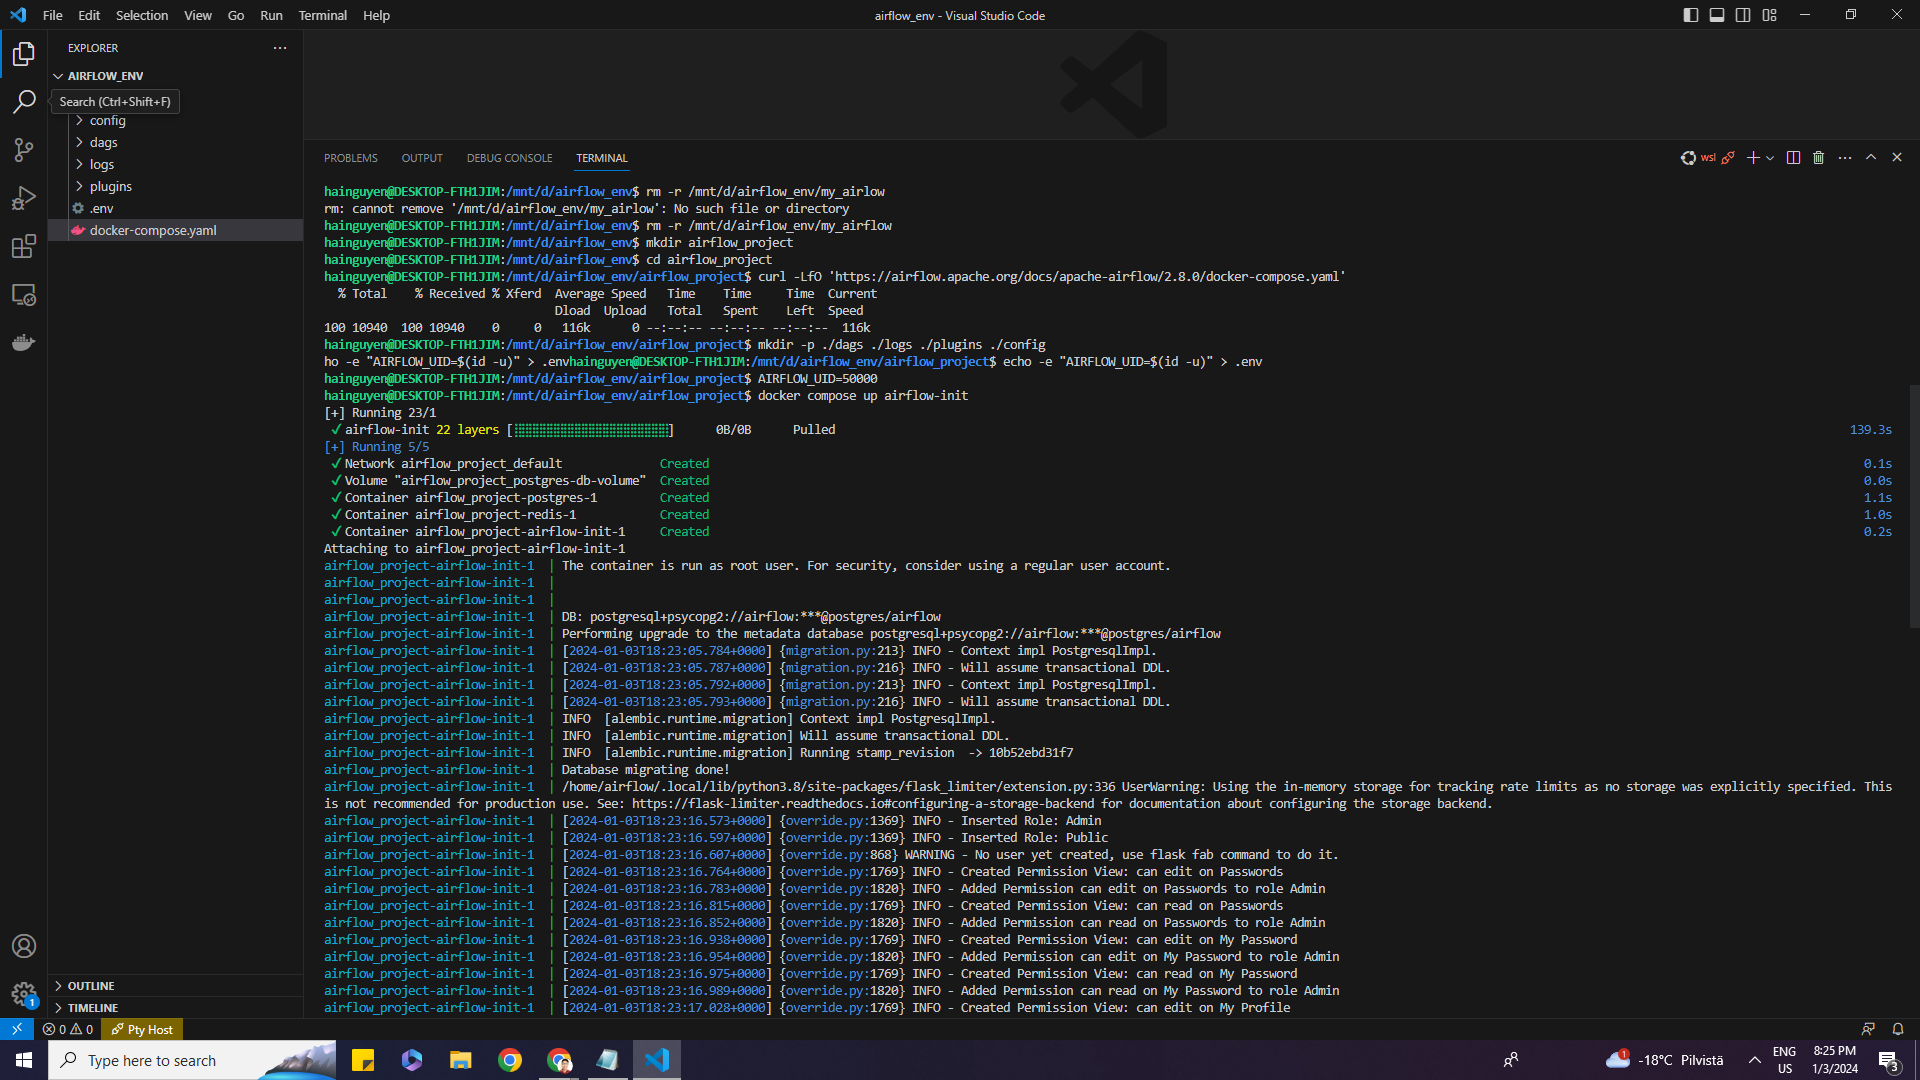 File Edit Selection View Go Run Terminal Help
airflow_env - Visual Studio Code
EXPLORER
AIRFLOW_ENV
Search (Ctrl+Shift+F)
config
dags
logs
plugins
.env
docker-compose.yaml
OUTLINE
TIMELINE
PROBLEMS OUTPUT DEBUG CONSOLE TERMINAL
wsl
hainguyen@DESKTOP-FTH1JIM:/mnt/d/airflow_env$ rm -r /mnt/d/airflow_env/my_airlow
rm: cannot remove '/mnt/d/airflow_env/my_airlow': No such file or directory
hainguyen@DESKTOP-FTH1JIM:/mnt/d/airflow_env$ rm -r /mnt/d/airflow_env/my_airflow
hainguyen@DESKTOP-FTH1JIM:/mnt/d/airflow_env$ mkdir airflow_project
hainguyen@DESKTOP-FTH1JIM:/mnt/d/airflow_env$ cd airflow_project
hainguyen@DESKTOP-FTH1JIM:/mnt/d/airflow_env/airflow_project$ curl -LfO 'https://airflow.apache.org/docs/apache-airflow/2.8.0/docker-compose.yaml'
% Total % Received % Xferd Average Speed Time Time Time Current
Dload Upload Total Spent Left Speed
100 10940 100 10940 0 0 116k 0 --:--:-- --:--:-- --:--:-- 116k
hainguyen@DESKTOP-FTH1JIM:/mnt/d/airflow_env/airflow_project$ mkdir -p ./dags ./logs ./plugins ./config
ho -e "AIRFLOW_UID=$(id -u)" > .envhainguyen@DESKTOP-FTH1JIM:/mnt/d/airflow_env/airflow_project$ echo -e "AIRFLOW_UID=$(id -u)" > .env
hainguyen@DESKTOP-FTH1JIM:/mnt/d/airflow_env/airflow_project$ AIRFLOW_UID=50000
hainguyen@DESKTOP-FTH1JIM:/mnt/d/airflow_env/airflow_project$ docker compose up airflow-init
[+] Running 23/1
✔ airflow-init 22 layers [⣿⣿⣿⣿⣿⣿⣿⣿⣿⣿⣿⣿⣿⣿⣿⣿⣿⣿⣿⣿⣿⣿] 0B/0B Pulled 139.3s
[+] Running 5/5
✔ Network airflow_project_default Created 0.1s
✔ Volume "airflow_project_postgres-db-volume" Created 0.0s
✔ Container airflow_project-postgres-1 Created 1.1s
✔ Container airflow_project-redis-1 Created 1.0s
✔ Container airflow_project-airflow-init-1 Created 0.2s
Attaching to airflow_project-airflow-init-1
airflow_project-airflow-init-1 | The container is run as root user. For security, consider using a regular user account.
airflow_project-airflow-init-1 |
airflow_project-airflow-init-1 |
airflow_project-airflow-init-1 | DB: postgresql+psycopg2://airflow:***@postgres/airflow
airflow_project-airflow-init-1 | Performing upgrade to the metadata database postgresql+psycopg2://airflow:***@postgres/airflow
airflow_project-airflow-init-1 | [2024-01-03T18:23:05.784+0000] {migration.py:213} INFO - Context impl PostgresqlImpl.
airflow_project-airflow-init-1 | [2024-01-03T18:23:05.787+0000] {migration.py:216} INFO - Will assume transactional DDL.
airflow_project-airflow-init-1 | [2024-01-03T18:23:05.792+0000] {migration.py:213} INFO - Context impl PostgresqlImpl.
airflow_project-airflow-init-1 | [2024-01-03T18:23:05.793+0000] {migration.py:216} INFO - Will assume transactional DDL.
airflow_project-airflow-init-1 | INFO [alembic.runtime.migration] Context impl PostgresqlImpl.
airflow_project-airflow-init-1 | INFO [alembic.runtime.migration] Will assume transactional DDL.
airflow_project-airflow-init-1 | INFO [alembic.runtime.migration] Running stamp_revision -> 10b52ebd31f7
airflow_project-airflow-init-1 | Database migrating done!
airflow_project-airflow-init-1 | /home/airflow/.local/lib/python3.8/site-packages/flask_limiter/extension.py:336 UserWarning: Using the in-memory storage for tracking rate limits as no storage was explicitly specified. This
is not recommended for production use. See: https://flask-limiter.readthedocs.io#configuring-a-storage-backend for documentation about configuring the storage backend.
airflow_project-airflow-init-1 | [2024-01-03T18:23:16.573+0000] {override.py:1369} INFO - Inserted Role: Admin
airflow_project-airflow-init-1 | [2024-01-03T18:23:16.597+0000] {override.py:1369} INFO - Inserted Role: Public
airflow_project-airflow-init-1 | [2024-01-03T18:23:16.607+0000] {override.py:868} WARNING - No user yet created, use flask fab command to do it.
airflow_project-airflow-init-1 | [2024-01-03T18:23:16.764+0000] {override.py:1769} INFO - Created Permission View: can edit on Passwords
airflow_project-airflow-init-1 | [2024-01-03T18:23:16.783+0000] {override.py:1820} INFO - Added Permission can edit on Passwords to role Admin
airflow_project-airflow-init-1 | [2024-01-03T18:23:16.815+0000] {override.py:1769} INFO - Created Permission View: can read on Passwords
airflow_project-airflow-init-1 | [2024-01-03T18:23:16.852+0000] {override.py:1820} INFO - Added Permission can read on Passwords to role Admin
airflow_project-airflow-init-1 | [2024-01-03T18:23:16.938+0000] {override.py:1769} INFO - Created Permission View: can edit on My Password
airflow_project-airflow-init-1 | [2024-01-03T18:23:16.954+0000] {override.py:1820} INFO - Added Permission can edit on My Password to role Admin
airflow_project-airflow-init-1 | [2024-01-03T18:23:16.975+0000] {override.py:1769} INFO - Created Permission View: can read on My Password
airflow_project-airflow-init-1 | [2024-01-03T18:23:16.989+0000] {override.py:1820} INFO - Added Permission can read on My Password to role Admin
airflow_project-airflow-init-1 | [2024-01-03T18:23:17.028+0000] {override.py:1769} INFO - Created Permission View: can edit on My Profile
1
0 0 Pty Host
Type here to search
1
-18°C Pilvistä
ENG
US
8:25 PM
1/3/2024
3